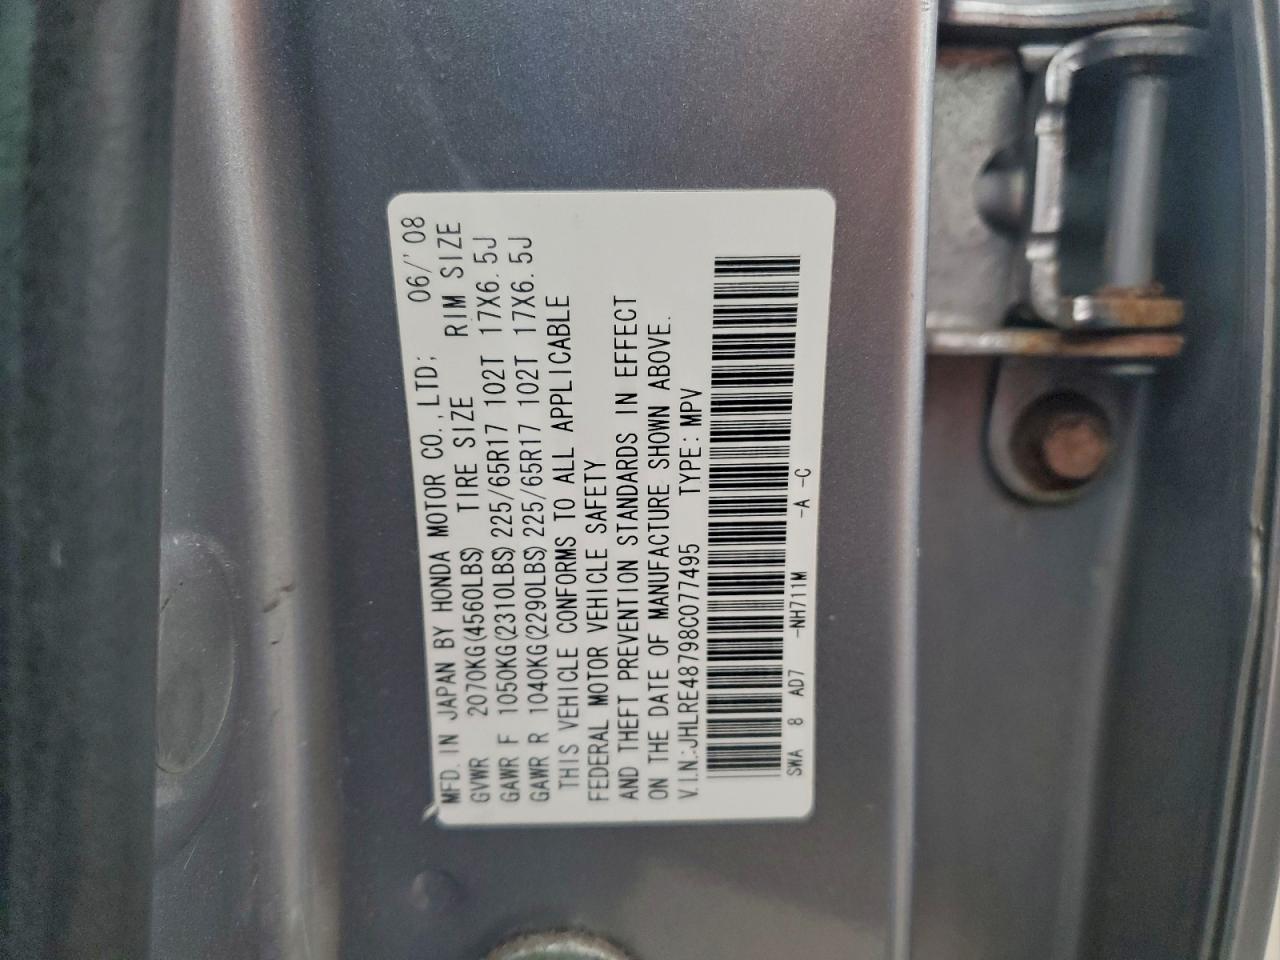 MFD. IN JAPAN BY HONDA MOTOR CO., LTD; 06/'08
GVWR 2070KG(4560LBS) TIRE SIZE RIM SIZE
GAWR F 1050KG(2310LBS) 225/65R17 102T 17X6.5J
GAWR R 1040KG(2290LBS) 225/65R17 102T 17X6.5J
THIS VEHICLE CONFORMS TO ALL APPLICABLE
FEDERAL MOTOR VEHICLE SAFETY
AND THEFT PREVENTION STANDARDS IN EFFECT
ON THE DATE OF MANUFACTURE SHOWN ABOVE.
V.I.N.:JHLRE48798C077495 TYPE:MPV
SWA 8 AD7 -NH711M -A -C